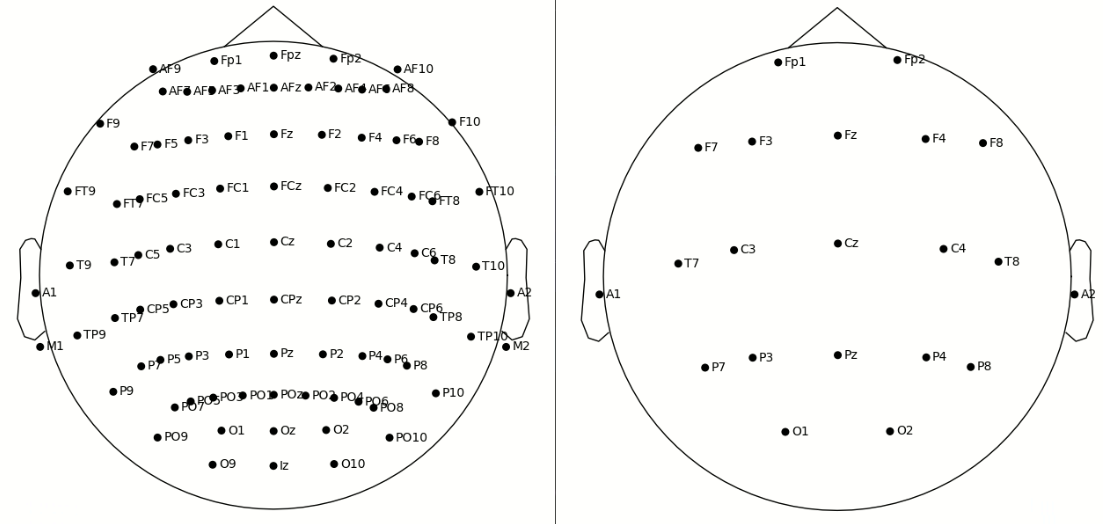 Fp1 Fpz Fp2
AF9 AF10
AF7 AF5 AF3 AF1 AFz AF2 AF4 AF6 AF8
F9 F10
F7 F5 F3 F1 Fz F2 F4 F6 F8
FT9 FT7 FC5 FC3 FC1 FCz FC2 FC4 FC6 FT8 FT10
T9 T7 C5 C3 C1 Cz C2 C4 C6 T8 T10
A1 A2
TP7 CP5 CP3 CP1 CPz CP2 CP4 CP6 TP8
TP9 TP10
M1 M2
P7 P5 P3 P1 Pz P2 P4 P6 P8
P9 P10
PO7 PO5 PO3 PO1 POz PO2 PO4 PO6 PO8
PO9 O1 Oz O2 PO10
O9 Iz O10
Fp1 Fp2
F7 F3 Fz F4 F8
T7 C3 Cz C4 T8
A1 A2
P7 P3 Pz P4 P8
O1 O2